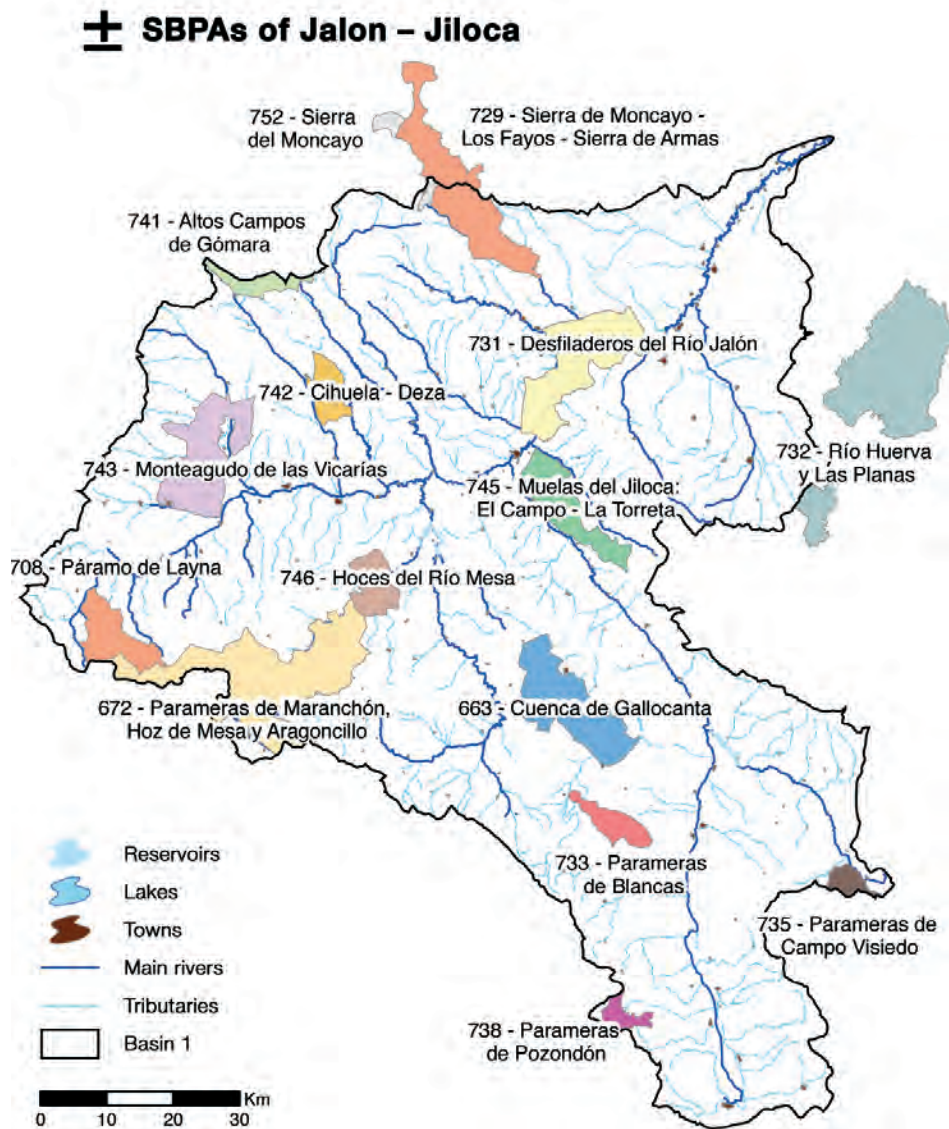 ± SBPAs of Jalon – Jiloca
752 - Sierra
del Moncayo
729 - Sierra de Moncayo -
Los Fayos - Sierra de Armas
741 - Altos Campos
de Gómara
731 - Desfiladeros del Río Jalón
742 - Cihuela - Deza
743 - Monteagudo de las Vicarías
732 - Río Huerva
y Las Planas
745 - Muelas del Jiloca:
El Campo - La Torreta
708 - Páramo de Layna
746 - Hoces del Río Mesa
672 - Parameras de Maranchón,
Hoz de Mesa y Aragoncillo
663 - Cuenca de Gallocanta
733 - Parameras
de Blancas
735 - Parameras de
Campo Visiedo
738 - Parameras
de Pozondón
Reservoirs
Lakes
Towns
Main rivers
Tributaries
Basin 1
Km
0 10 20 30